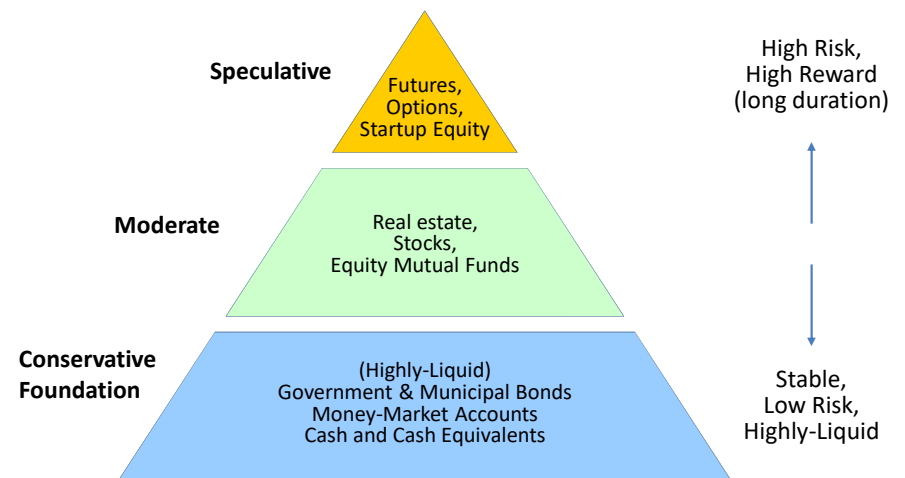 Speculative
Futures,
Options,
Startup Equity
High Risk,
High Reward
(long duration)
Moderate
Real estate,
Stocks,
Equity Mutual Funds
Conservative
Foundation
(Highly-Liquid)
Government & Municipal Bonds
Money-Market Accounts
Cash and Cash Equivalents
Stable,
Low Risk,
Highly-Liquid